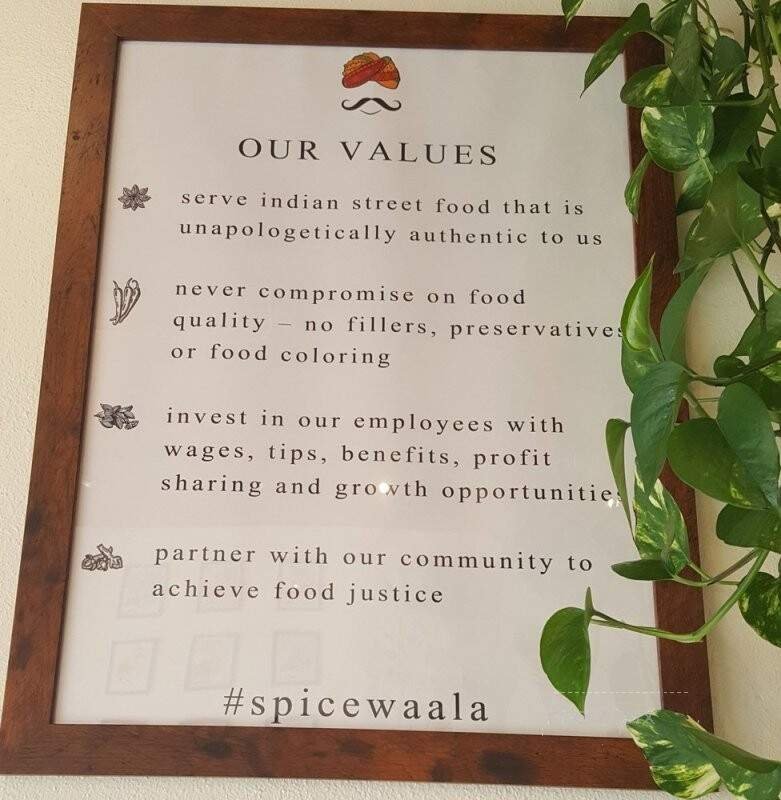 OUR VALUES
serve indian street food that is
unapologetically authentic to us
never compromise on food
quality – no fillers, preservatives
or food coloring
invest in our employees with
wages, tips, benefits, profit
sharing and growth opportunities
partner with our community to
achieve food justice
#spicewaala